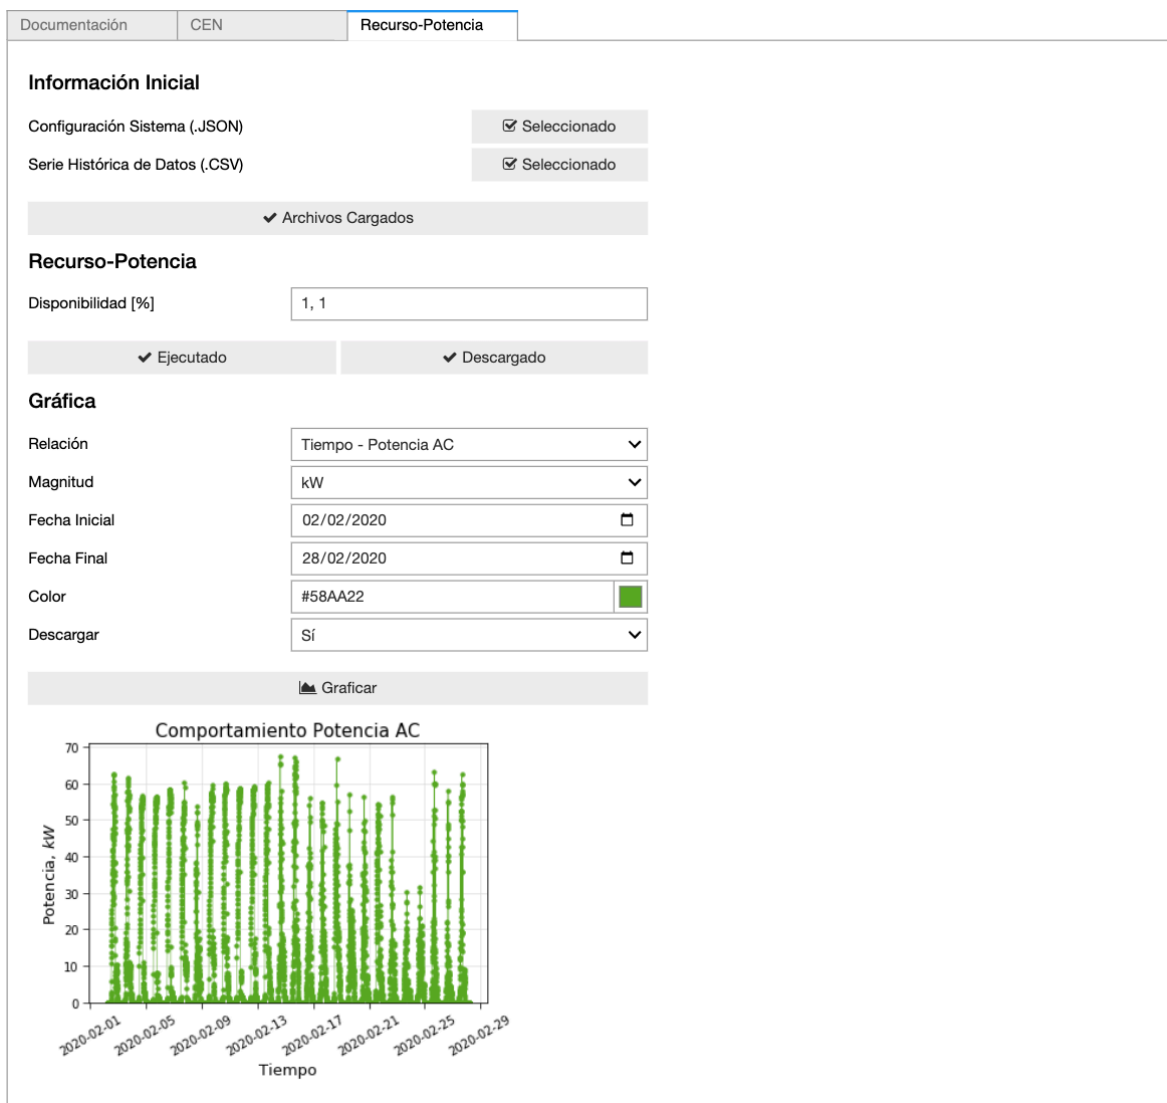 Documentación CEN Recurso-Potencia
Información Inicial
Configuración Sistema (.JSON) Seleccionado
Serie Histórica de Datos (.CSV) Seleccionado
Archivos Cargados
Recurso-Potencia
Disponibilidad [%] 1, 1
Ejecutado Descargado
Gráfica
Relación Tiempo - Potencia AC
Magnitud kW
Fecha Inicial 02/02/2020
Fecha Final 28/02/2020
Color #58AA22
Descargar Sí
Graficar
Comportamiento Potencia AC
70
60
50
40
30
20
10
0
Potencia, kW
2020-02-01 2020-02-05 2020-02-09 2020-02-13 2020-02-17 2020-02-21 2020-02-25 2020-02-29
Tiempo